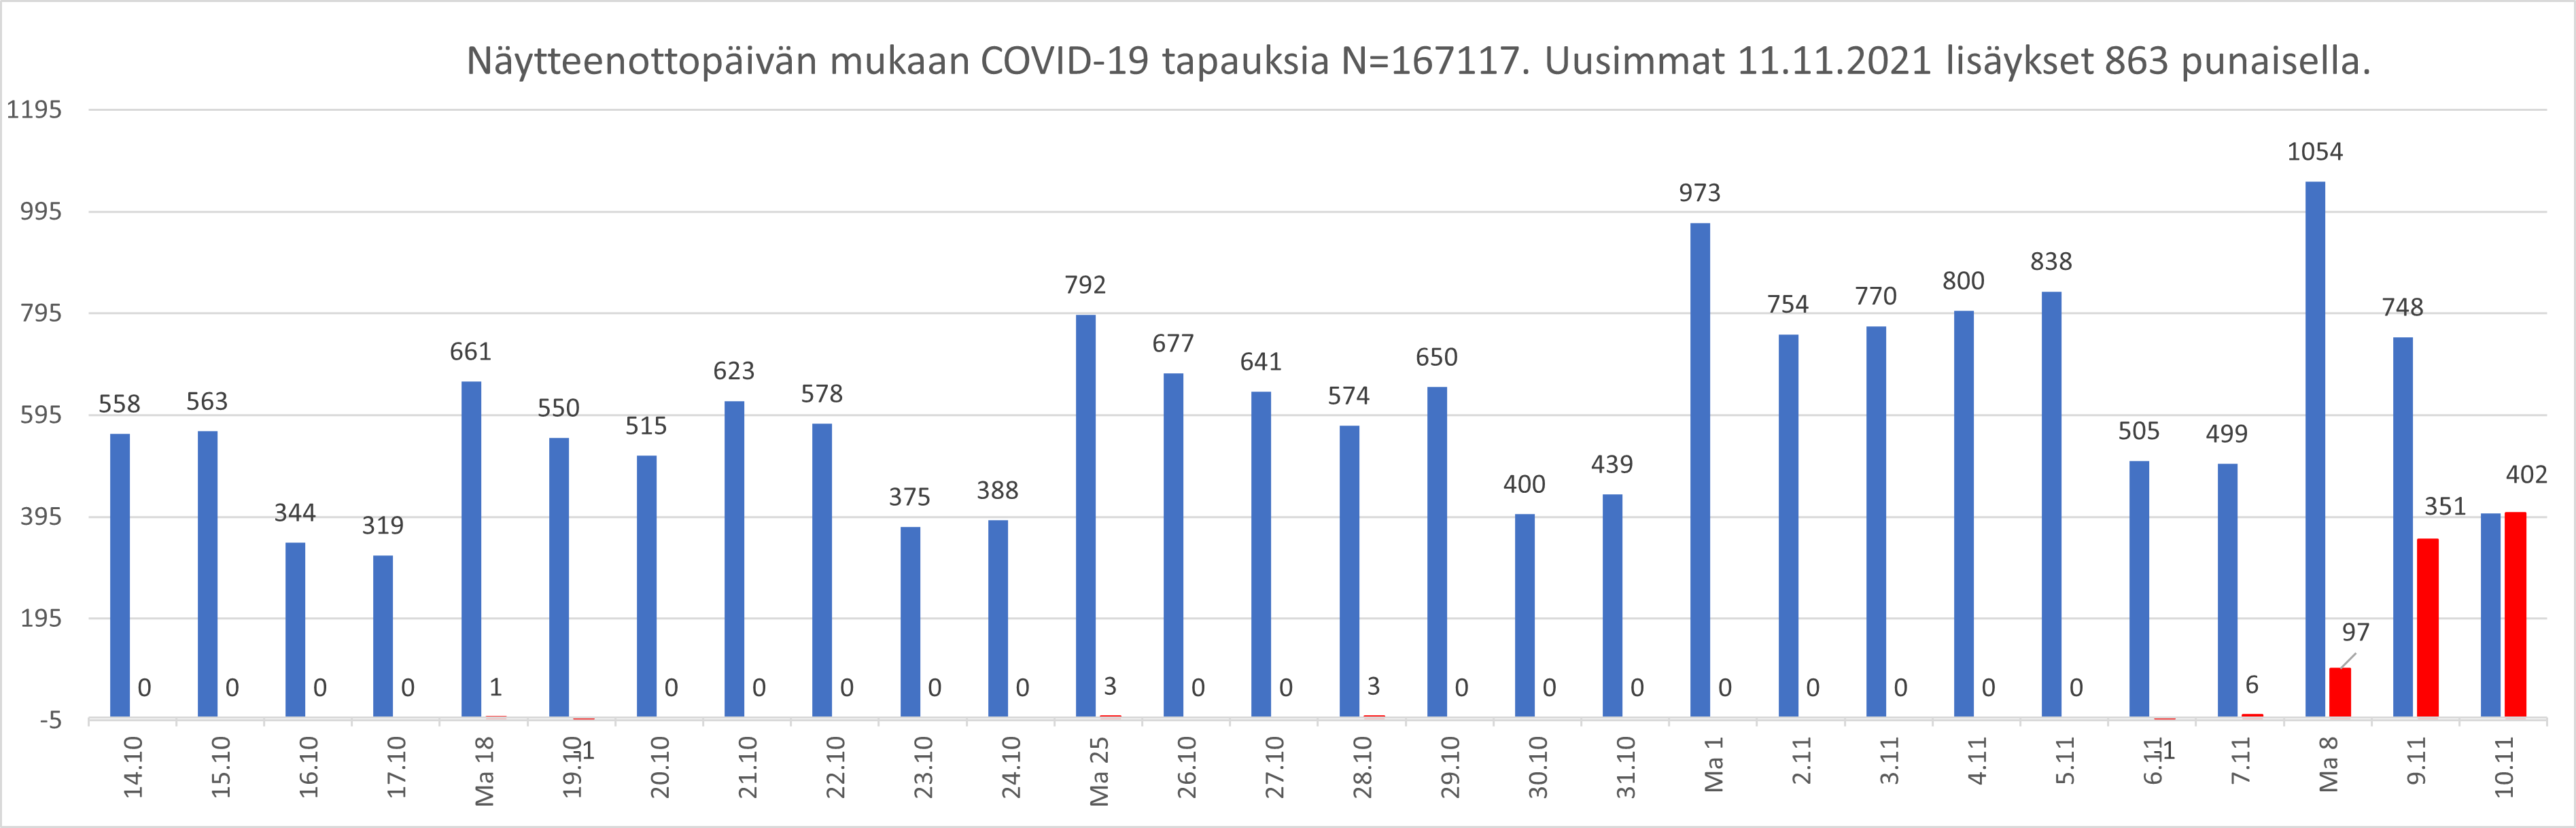 Näytteenottopäivän mukaan COVID-19 tapauksia N=167117. Uusimmat 11.11.2021 lisäykset 863 punaisella.
1195
995
795
595
395
195
-5
558 563 344 319 661 550 515 623 578 375 388 792 677 641 574 650 400 439 973 754 770 800 838 505 499 1054 748
0 0 0 0 1 -1 0 0 0 0 0 3 0 0 3 0 0 0 0 0 0 0 0 -1 6 97 351 402
14.10 15.10 16.10 17.10 Ma 18 19.10 20.10 21.10 22.10 23.10 24.10 Ma 25 26.10 27.10 28.10 29.10 30.10 31.10 Ma 1 2.11 3.11 4.11 5.11 6.11 7.11 Ma 8 9.11 10.11